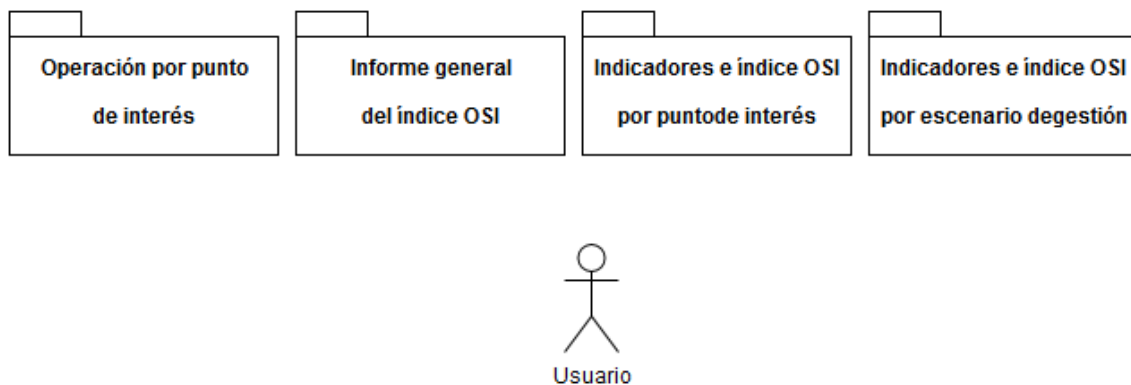 Operación por punto
de interés
Informe general
del índice OSI
Indicadores e índice OSI
por puntode interés
Indicadores e índice OSI
por escenario degestión
Usuario